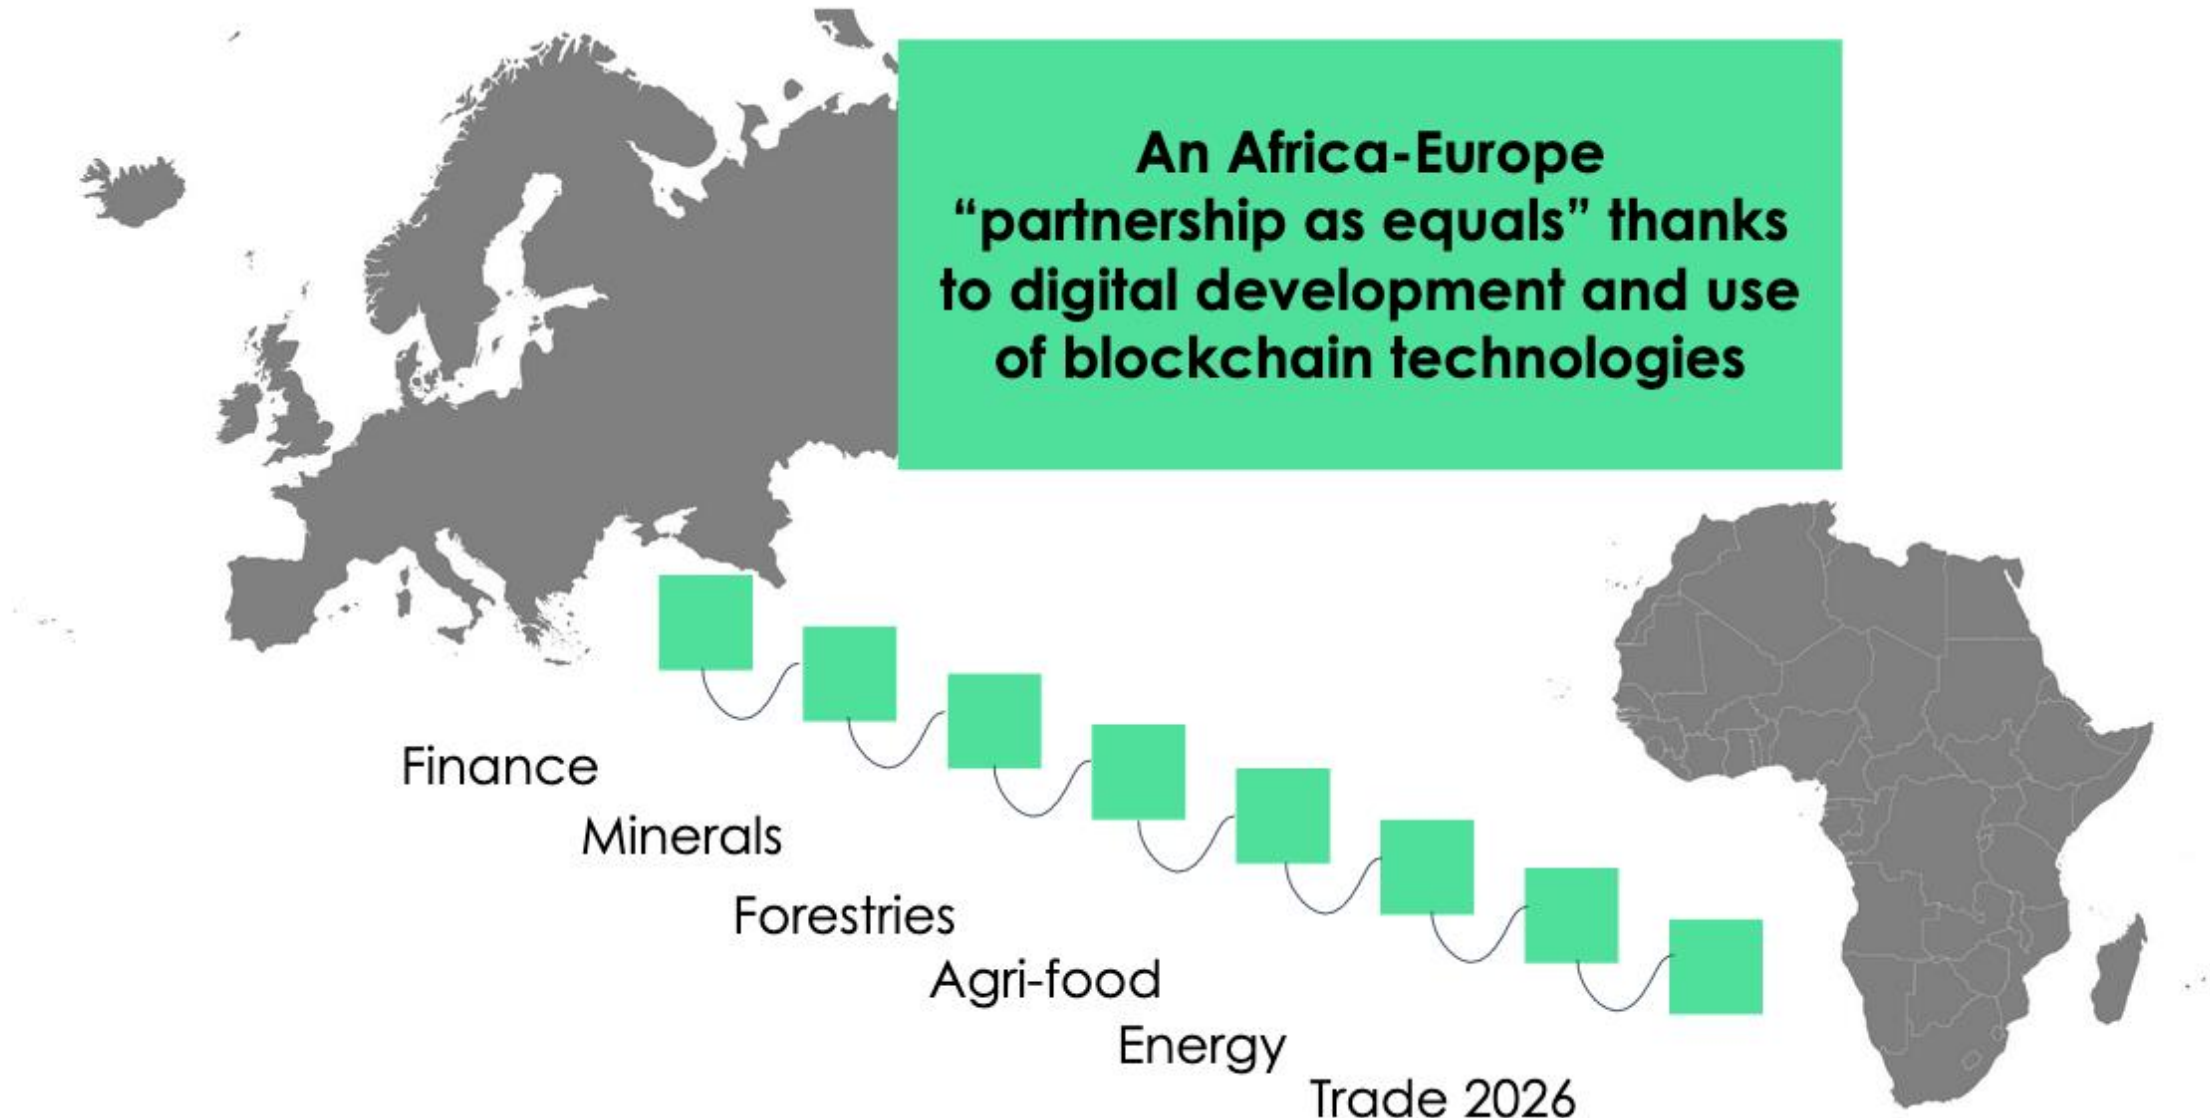 An Africa-Europe
“partnership as equals” thanks
to digital development and use
of blockchain technologies
Finance
Minerals
Forestries
Agri-food
Energy
Trade 2026